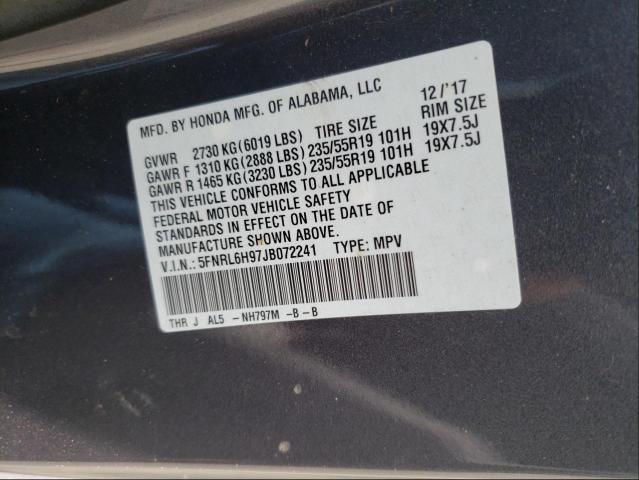 MFD. BY HONDA MFG. OF ALABAMA, LLC 12/'17
GVWR 2730 KG(6019 LBS) TIRE SIZE RIM SIZE
GAWR F 1310 KG(2888 LBS) 235/55R19 101H 19X7.5J
GAWR R 1465 KG(3230 LBS) 235/55R19 101H 19X7.5J
THIS VEHICLE CONFORMS TO ALL APPLICABLE
FEDERAL MOTOR VEHICLE SAFETY
STANDARDS IN EFFECT ON THE DATE OF
MANUFACTURE SHOWN ABOVE.
V.I.N.: 5FNRL6H97JB072241 TYPE: MPV
THR J AL5 -NH797M -B-B